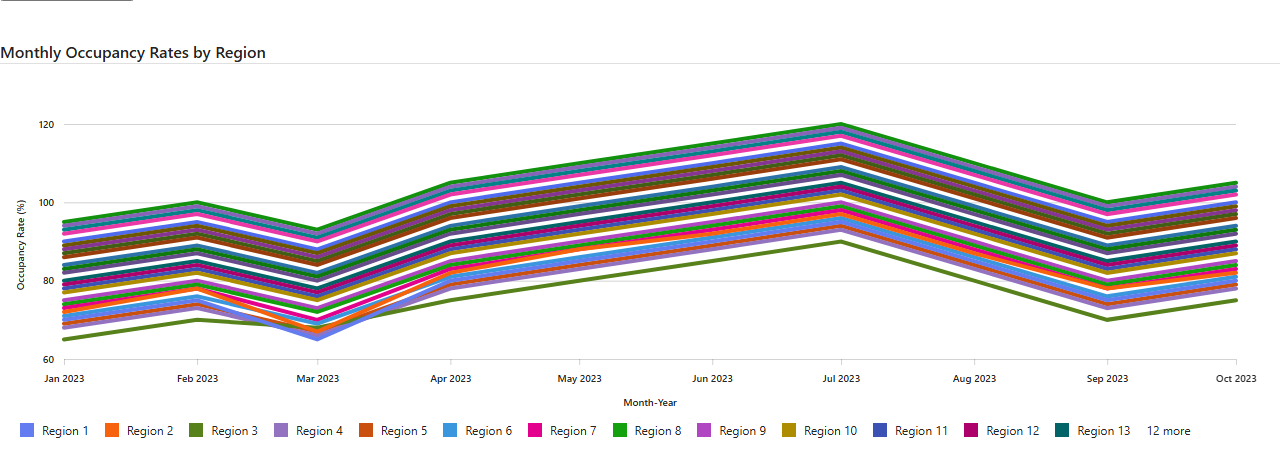 Monthly Occupancy Rates by Region
120
100
80
60
Occupancy Rate (%)
Jan 2023 Feb 2023 Mar 2023 Apr 2023 May 2023 Jun 2023 Jul 2023 Aug 2023 Sep 2023 Oct 2023
Month-Year
Region 1 Region 2 Region 3 Region 4 Region 5 Region 6 Region 7 Region 8 Region 9 Region 10 Region 11 Region 12 Region 13 12 more